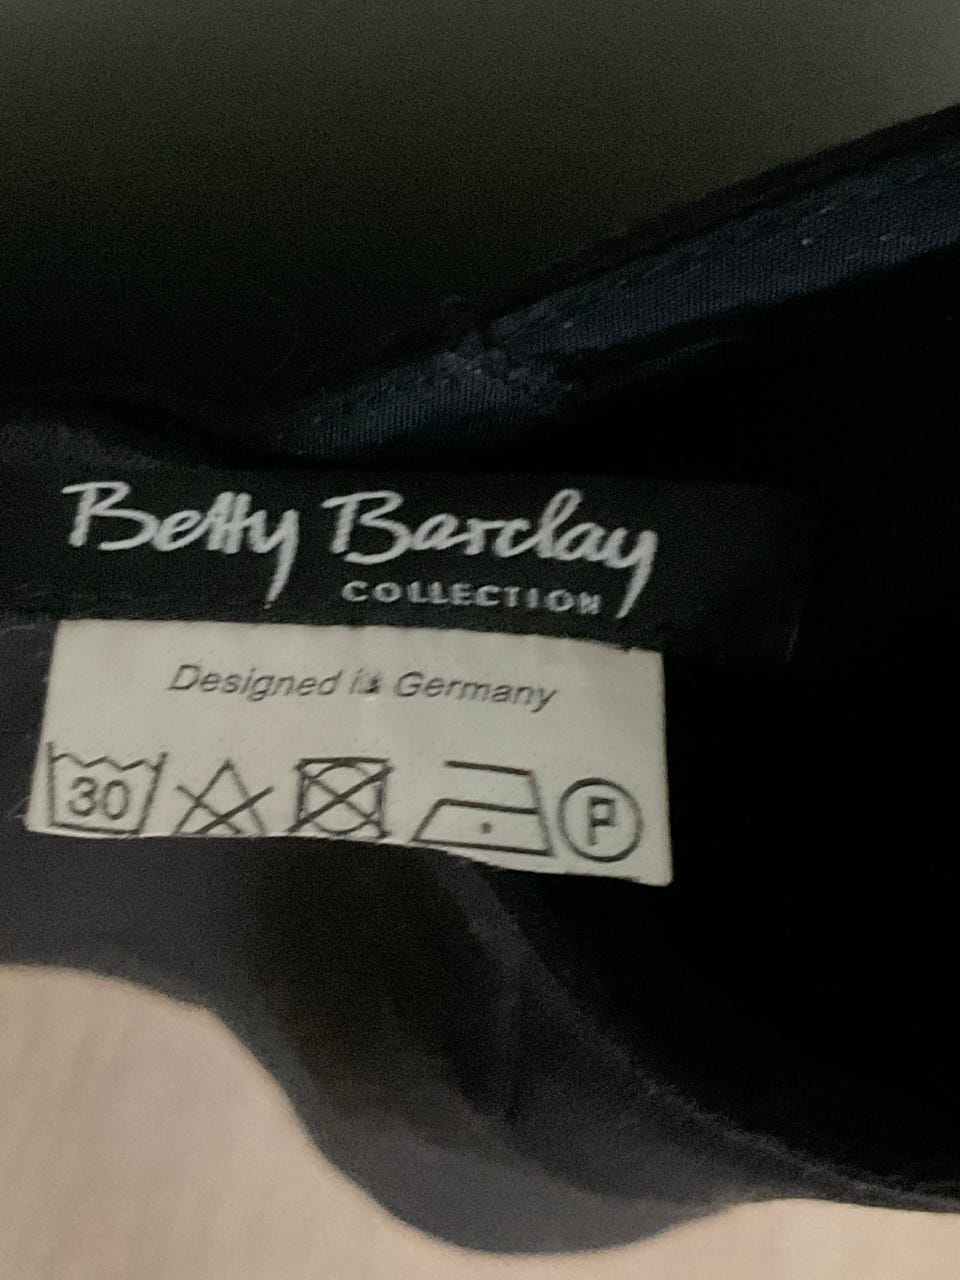 Betty Barclay
COLLECTION
Designed in Germany
30
P